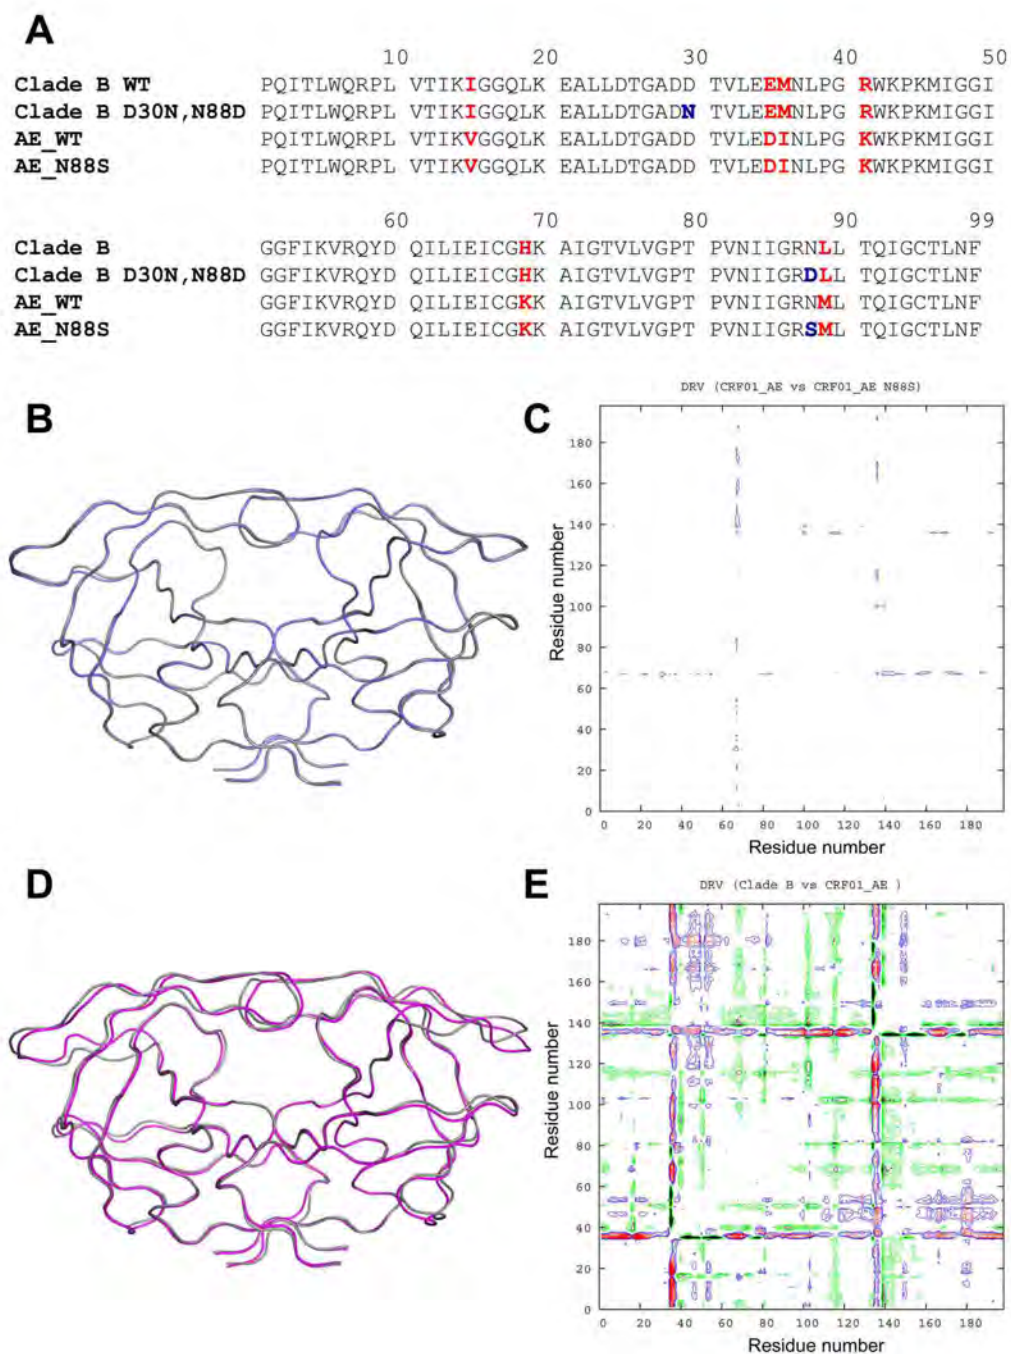 A
10 20 30 40 50
Clade B WT PQITLWQRPL VTIKIGGQLK EALLDTGADD TVLEEMNLPG RWKPKMIGGI
Clade B D30N,N88D PQITLWQRPL VTIKIGGQLK EALLDTGADN TVLEEMNLPG RWKPKMIGGI
AE_WT PQITLWQRPL VTIKVGGQLK EALLDTGADD TVLEDINLPG KWKPKMIGGI
AE_N88S PQITLWQRPL VTIKVGGQLK EALLDTGADD TVLEDINLPG KWKPKMIGGI
60 70 80 90 99
Clade B GGFIKVRQYD QILIEICGHK AIGTVLVGPT PVNIIGRNLL TQIGCTLNF
Clade B D30N,N88D GGFIKVRQYD QILIEICGHK AIGTVLVGPT PVNIIGRDLL TQIGCTLNF
AE_WT GGFIKVRQYD QILIEICGKK AIGTVLVGPT PVNIIGRNML TQIGCTLNF
AE_N88S GGFIKVRQYD QILIEICGKK AIGTVLVGPT PVNIIGRSML TQIGCTLNF
B
C
DRV (CRF01_AE vs CRF01_AE N88S)
180
160
140
120
100
80
60
40
20
0
Residue number
0 20 40 60 80 100 120 140 160 180
Residue number
D
E
DRV (Clade B vs CRF01_AE )
180
160
140
120
100
80
60
40
20
0
Residue number
0 20 40 60 80 100 120 140 160 180
Residue number